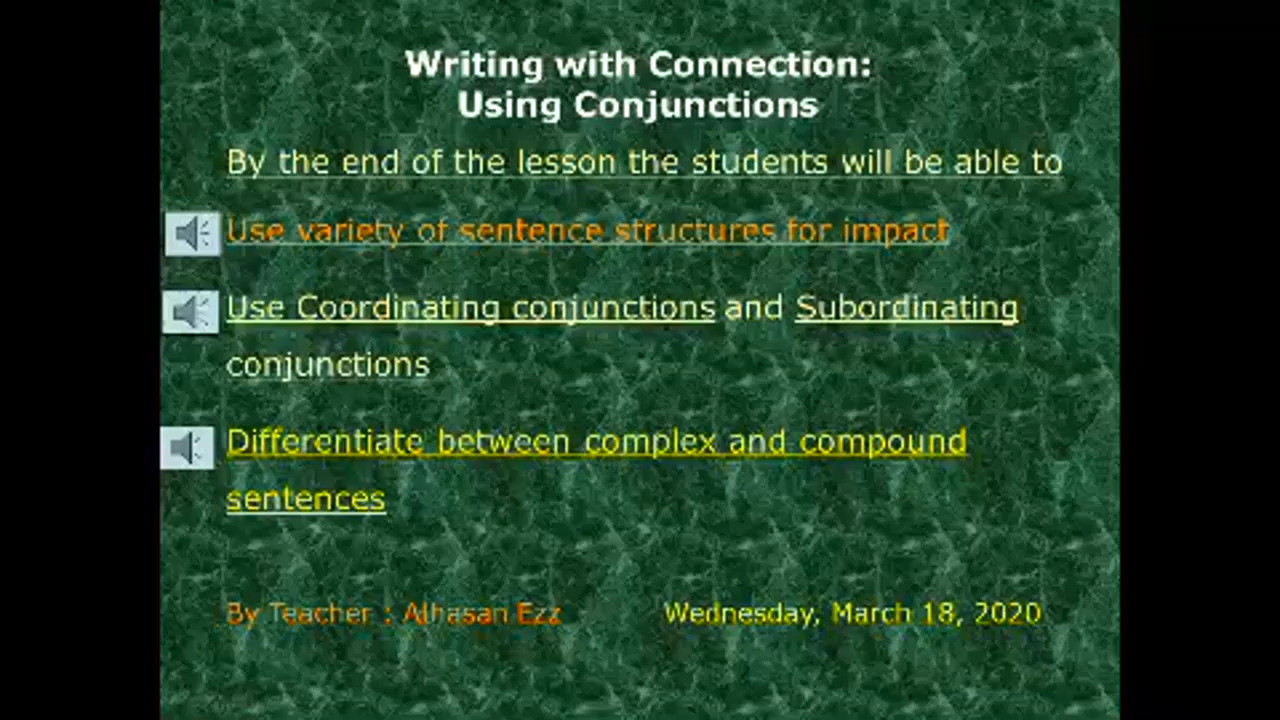 Writing with Connection:
Using Conjunctions
By the end of the lesson the students will be able to
Use variety of sentence structures for impact
Use Coordinating conjunctions and Subordinating
conjunctions
Differentiate between complex and compound
sentences
By Teacher : Alhasan Ezz
Wednesday, March 18, 2020